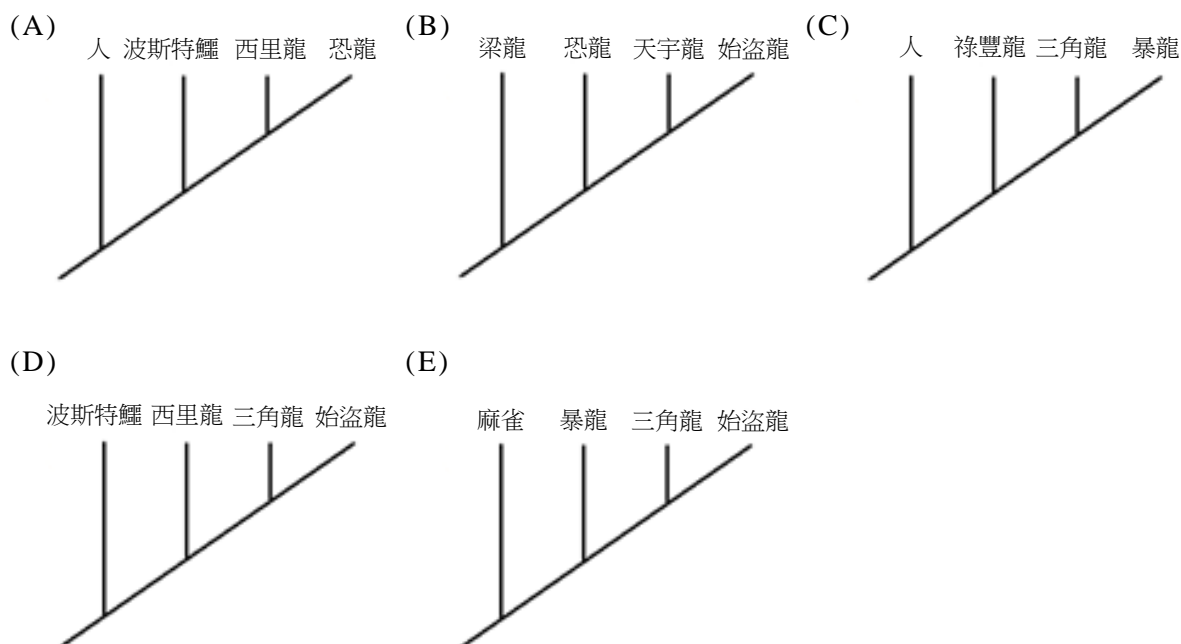 (A)
人 波斯特鱷 西里龍 恐龍
(B)
梁龍 恐龍 天宇龍 始盜龍
(C)
人 祿豐龍 三角龍 暴龍
(D)
波斯特鱷 西里龍 三角龍 始盜龍
(E)
麻雀 暴龍 三角龍 始盜龍